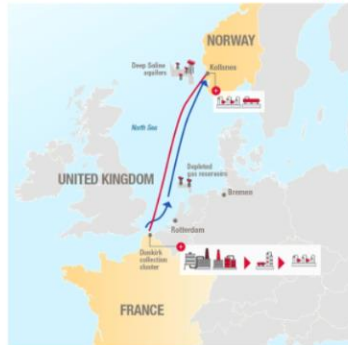 NORWAY
Deep Saline
aquifers
Kollsnes
North Sea
Depleted
gas reservoirs
UNITED KINGDOM
Bremen
Rotterdam
Dunkirk
collection
cluster
FRANCE